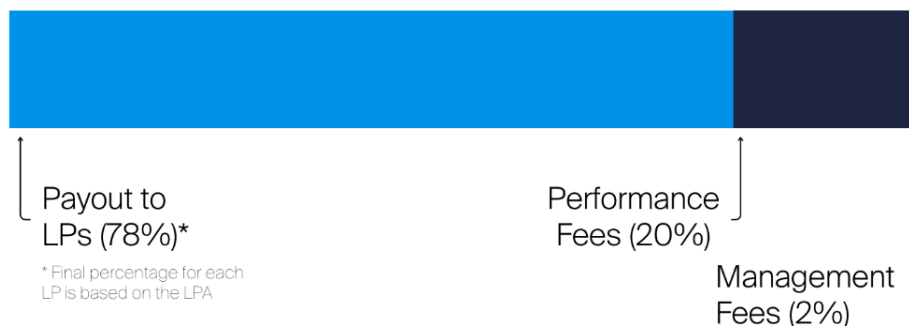 Payout to
LPs (78%)*
* Final percentage for each
LP is based on the LPA
Performance
Fees (20%)
Management
Fees (2%)